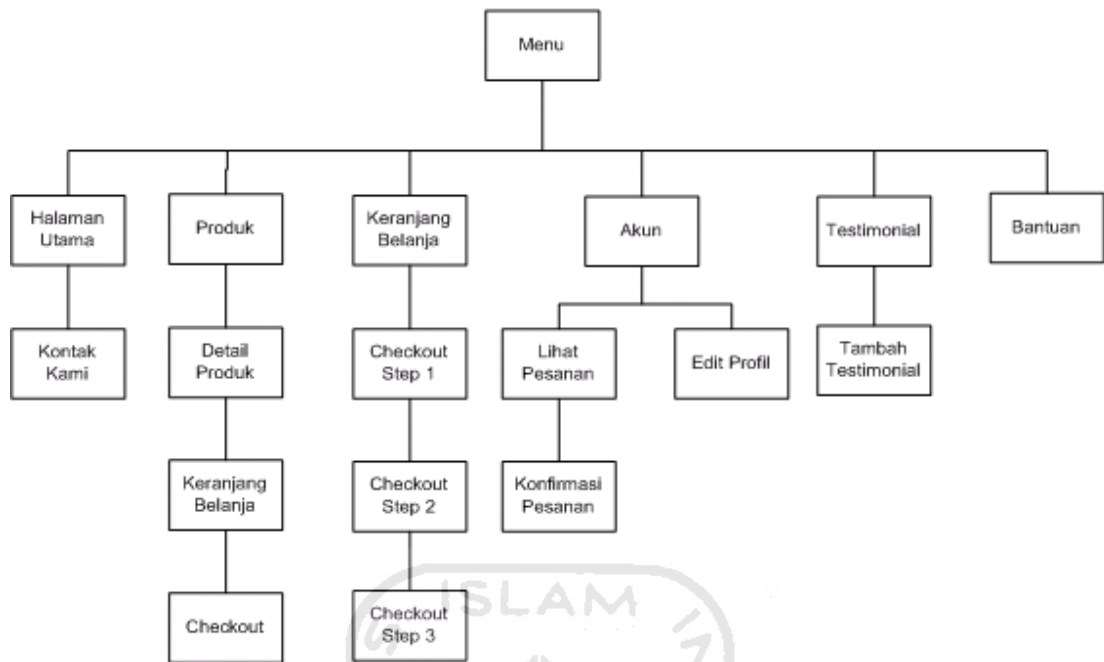 Menu
Halaman
Utama
Produk
Keranjang
Belanja
Akun
Testimonial
Bantuan
Kontak
Kami
Detail
Produk
Checkout
Step 1
Lihat
Pesanan
Edit Profil
Tambah
Testimonial
Keranjang
Belanja
Checkout
Step 2
Konfirmasi
Pesanan
Checkout
Checkout
Step 3
ISLAM